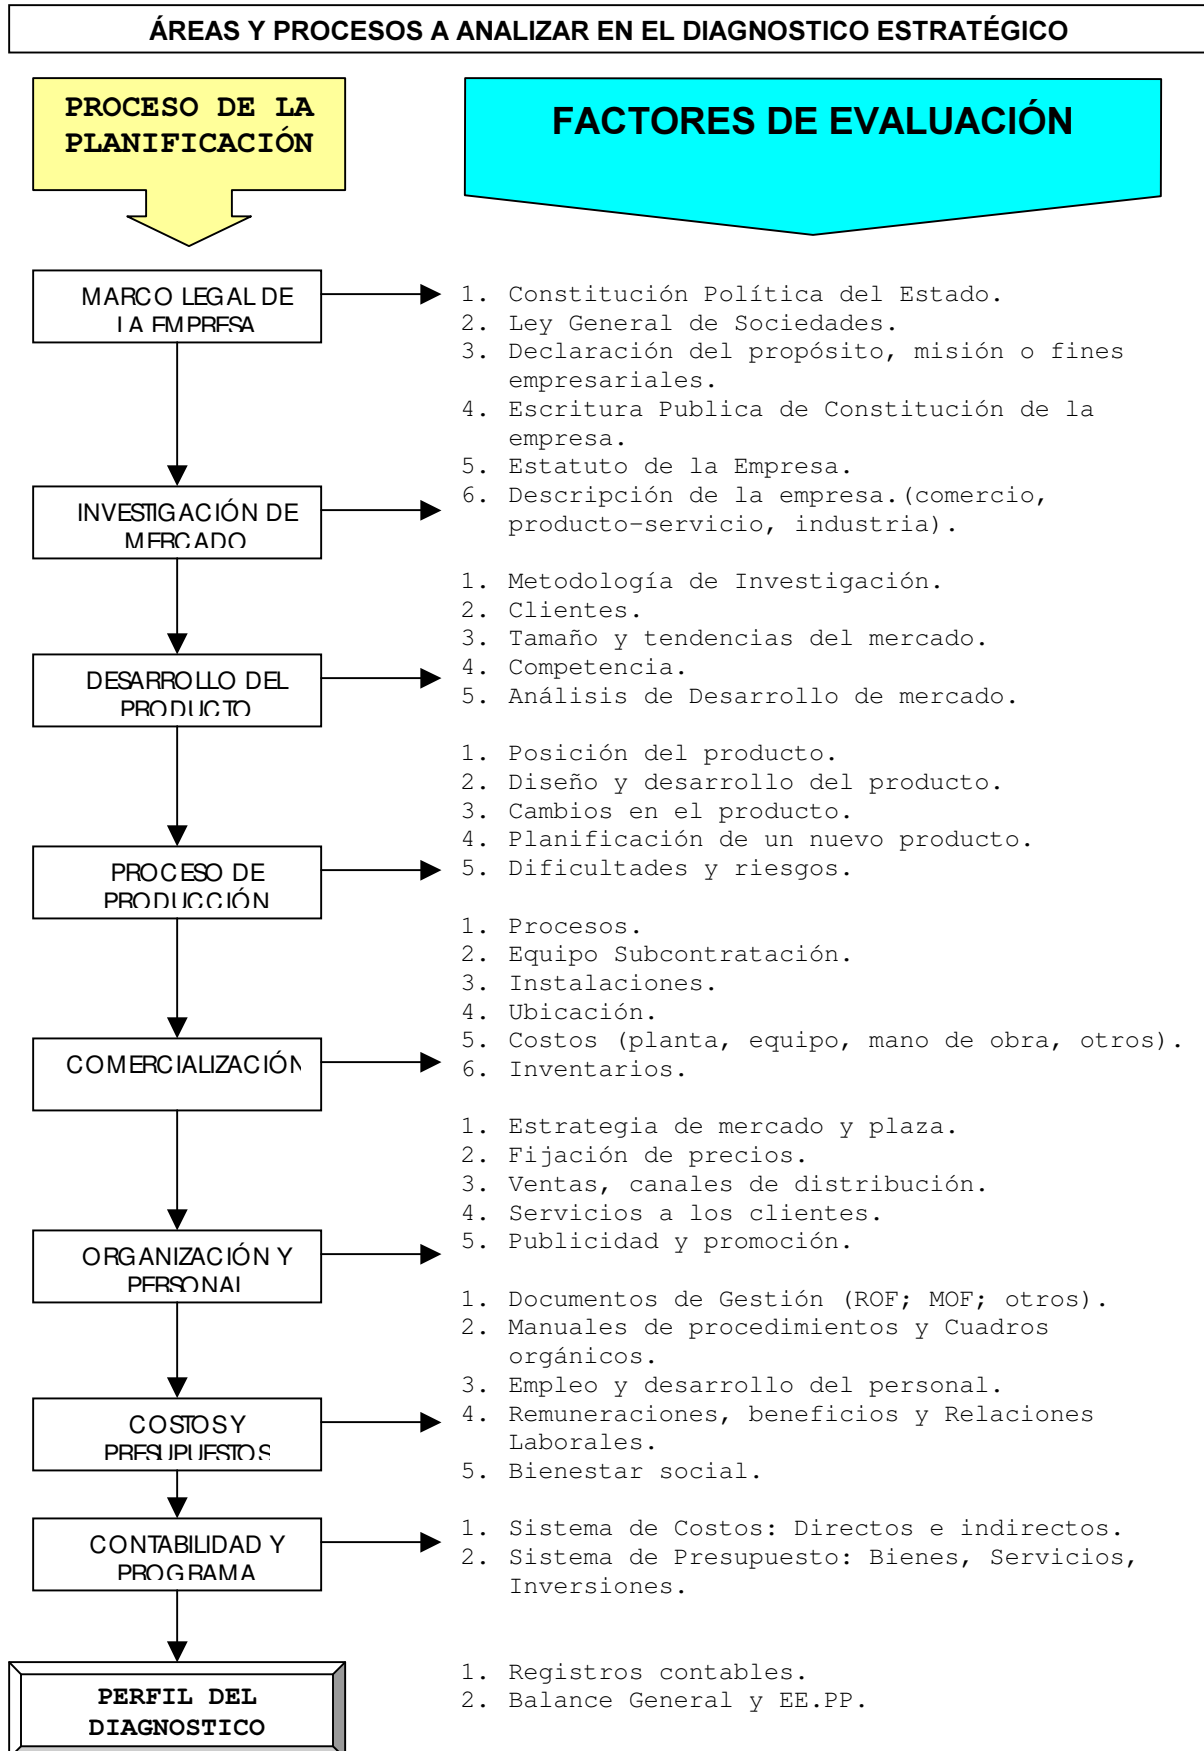 ÁREAS Y PROCESOS A ANALIZAR EN EL DIAGNOSTICO ESTRATÉGICO
PROCESO DE LA
PLANIFICACIÓN
FACTORES DE EVALUACIÓN
MARCO LEGAL DE
LA EMPRESA
1. Constitución Política del Estado.
2. Ley General de Sociedades.
3. Declaración del propósito, misión o fines
empresariales.
4. Escritura Publica de Constitución de la
empresa.
5. Estatuto de la Empresa.
6. Descripción de la empresa.(comercio,
producto-servicio, industria).
INVESTIGACIÓN DE
MERCADO
1. Metodología de Investigación.
2. Clientes.
3. Tamaño y tendencias del mercado.
4. Competencia.
5. Análisis de Desarrollo de mercado.
DESARROLLO DEL
PRODUCTO
1. Posición del producto.
2. Diseño y desarrollo del producto.
3. Cambios en el producto.
4. Planificación de un nuevo producto.
5. Dificultades y riesgos.
PROCESO DE
PRODUCCIÓN
1. Procesos.
2. Equipo Subcontratación.
3. Instalaciones.
4. Ubicación.
5. Costos (planta, equipo, mano de obra, otros).
6. Inventarios.
COMERCIALIZACIÓN
1. Estrategia de mercado y plaza.
2. Fijación de precios.
3. Ventas, canales de distribución.
4. Servicios a los clientes.
5. Publicidad y promoción.
ORGANIZACIÓN Y
PERSONAL
1. Documentos de Gestión (ROF; MOF; otros).
2. Manuales de procedimientos y Cuadros
orgánicos.
3. Empleo y desarrollo del personal.
4. Remuneraciones, beneficios y Relaciones
Laborales.
5. Bienestar social.
COSTOS Y
PRESUPUESTOS
1. Sistema de Costos: Directos e indirectos.
2. Sistema de Presupuesto: Bienes, Servicios,
Inversiones.
CONTABILIDAD Y
PROGRAMA
1. Registros contables.
2. Balance General y EE.PP.
PERFIL DEL
DIAGNOSTICO